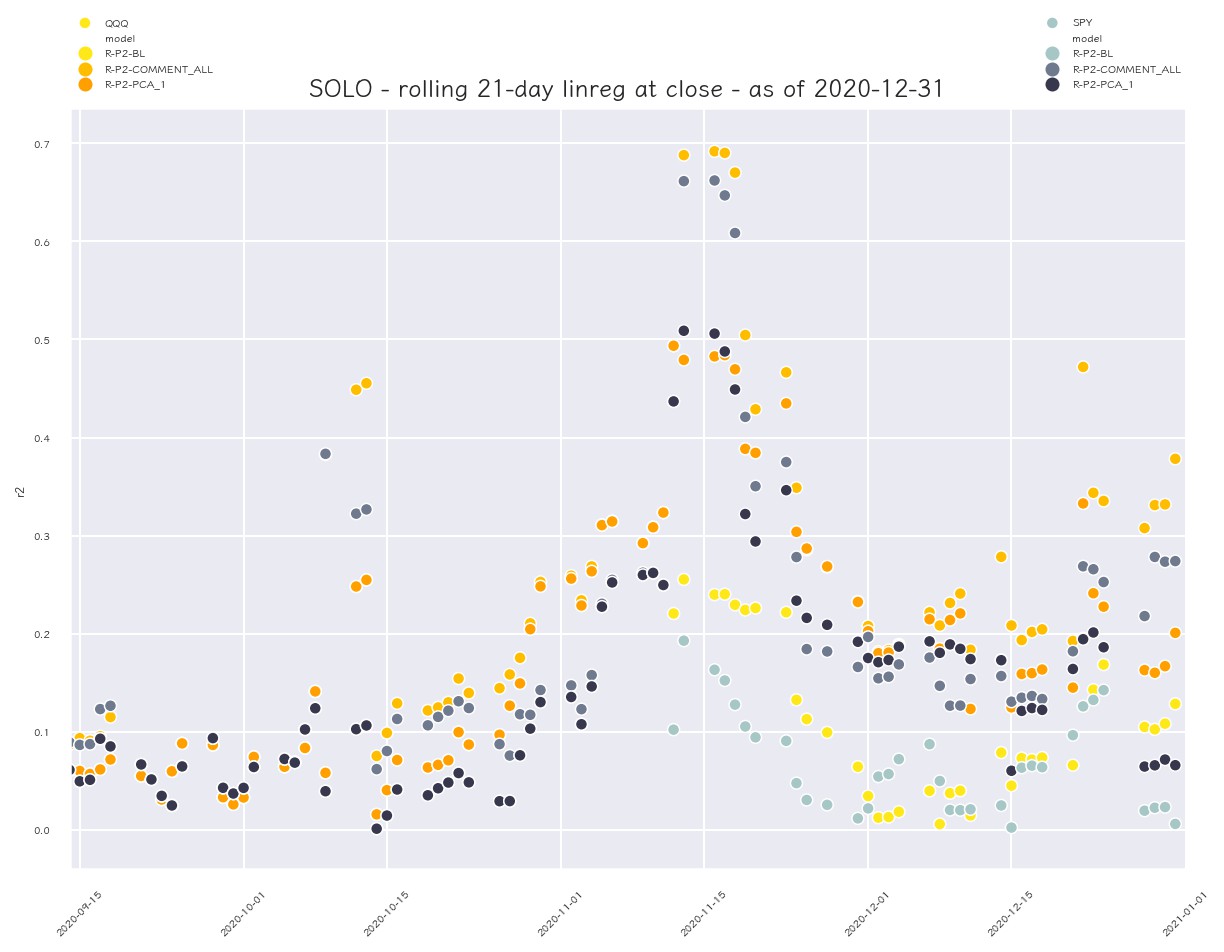 QQQ
model
R-P2-BL
R-P2-COMMENT_ALL
R-P2-PCA_1
SPY
model
R-P2-BL
R-P2-COMMENT_ALL
R-P2-PCA_1
SOLO - rolling 21-day linreg at close - as of 2020-12-31
0.7
0.6
0.5
0.4
0.3
0.2
0.1
0.0
r2
2020-09-15
2020-10-01
2020-10-15
2020-11-01
2020-11-15
2020-12-01
2020-12-15
2021-01-01